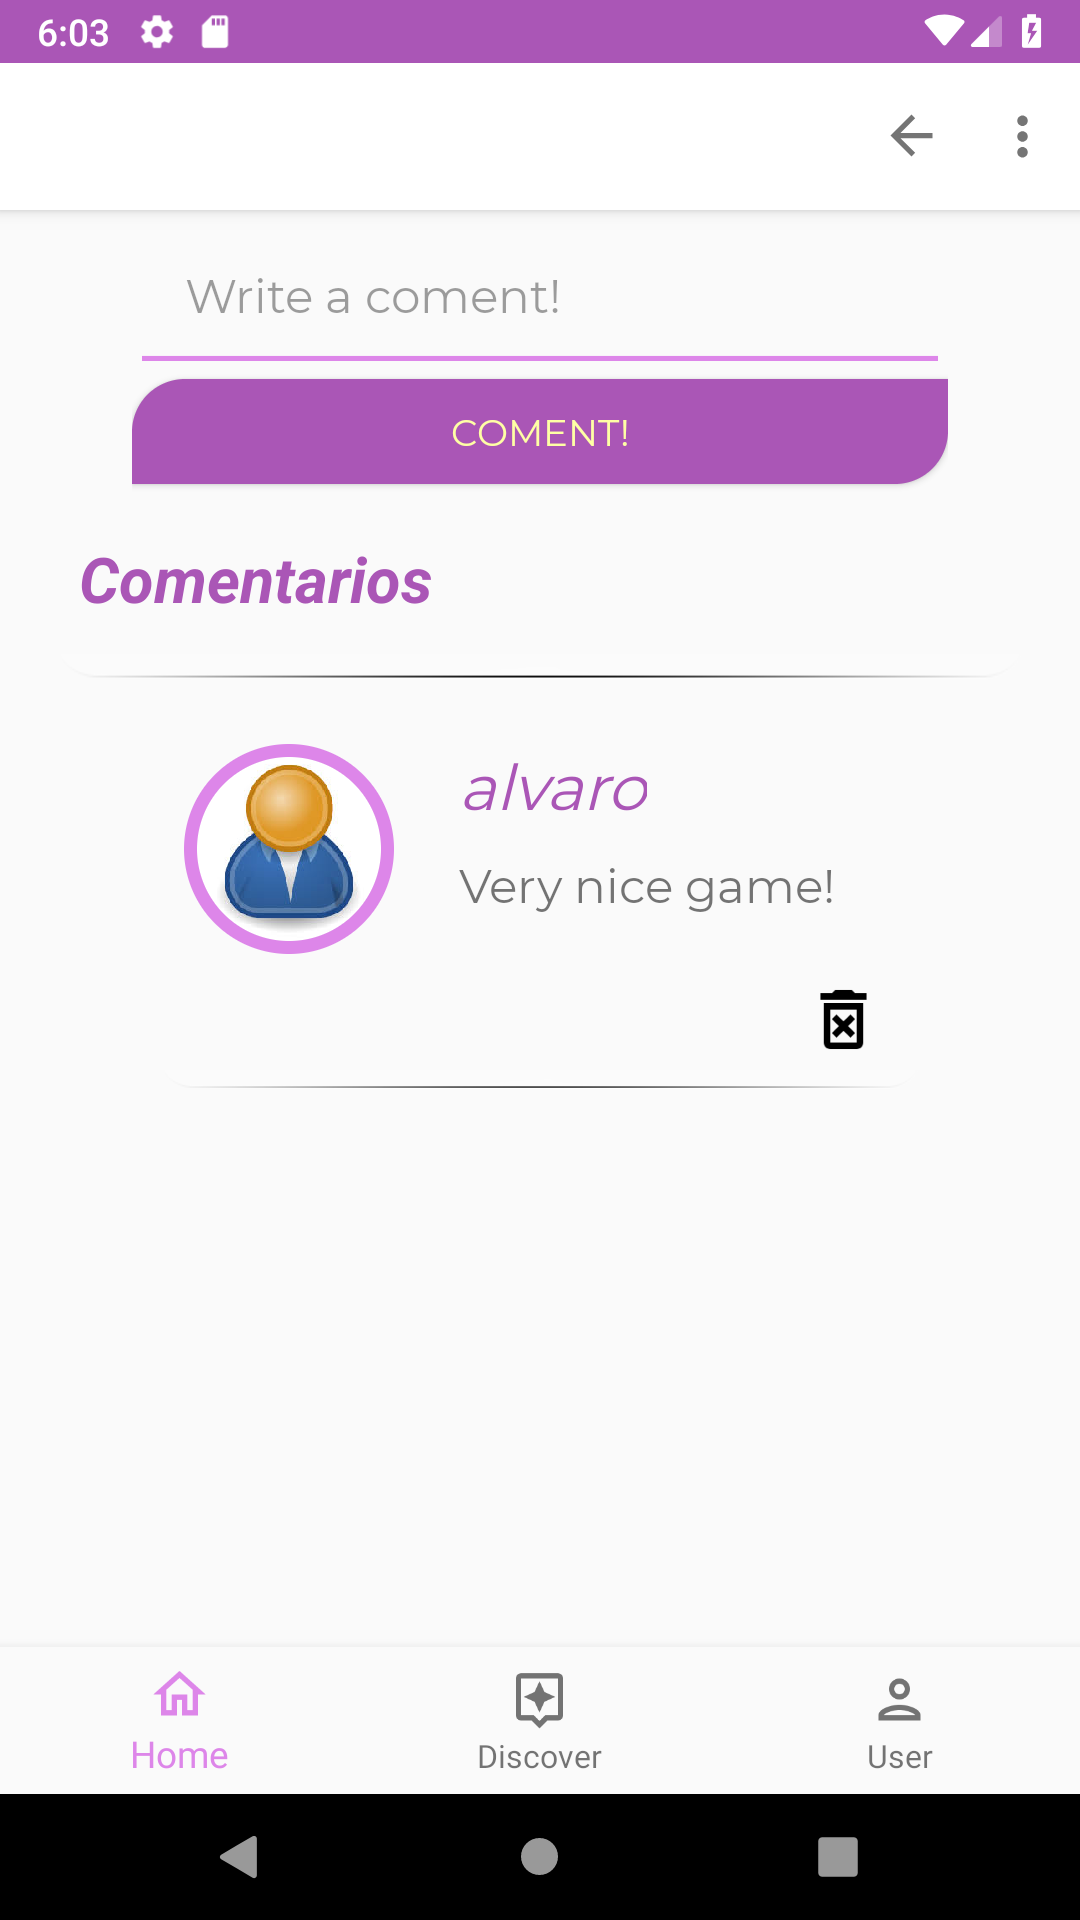 6:03
Write a coment!
COMENT!
Comentarios
alvaro
Very nice game!
Home
Discover
User